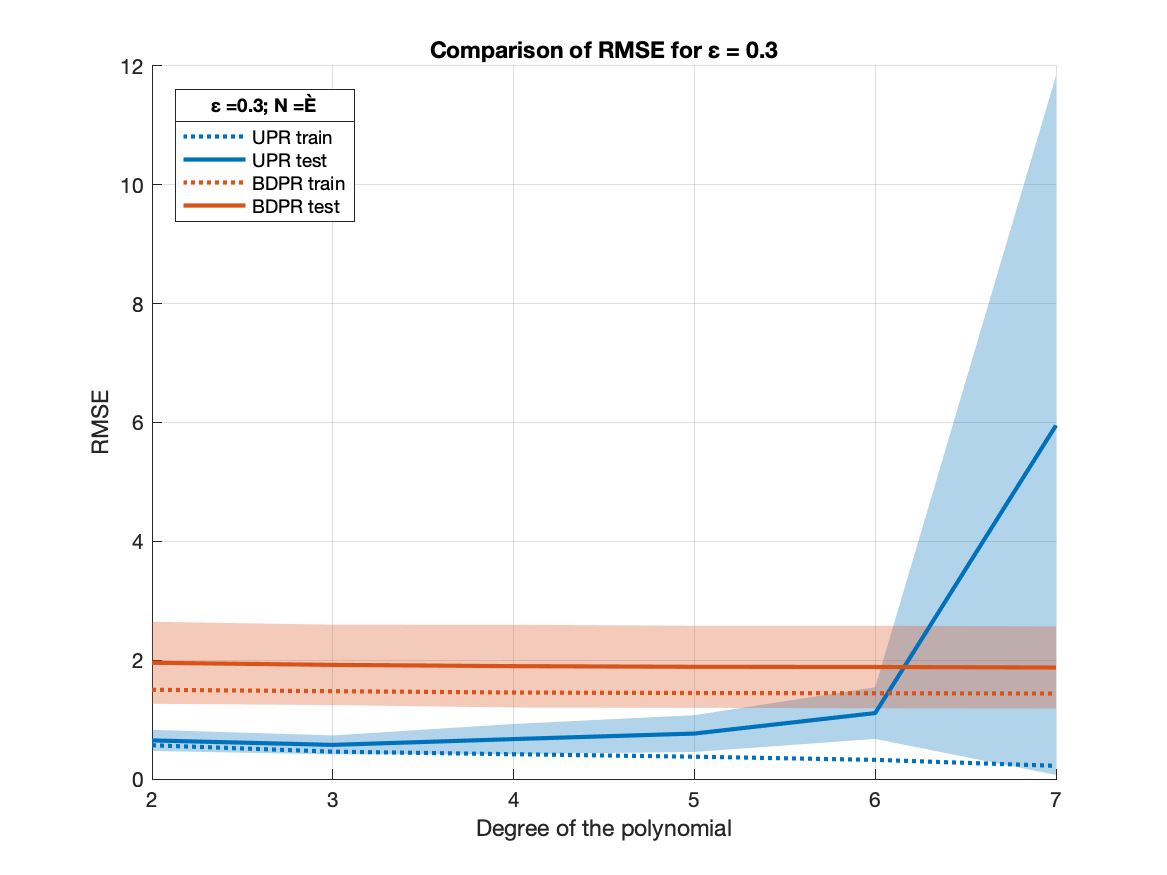 Comparison of RMSE for ε = 0.3
12
10
8
6
4
2
0
RMSE
ε =0.3; N =È
UPR train
UPR test
BDPR train
BDPR test
2 3 4 5 6 7
Degree of the polynomial